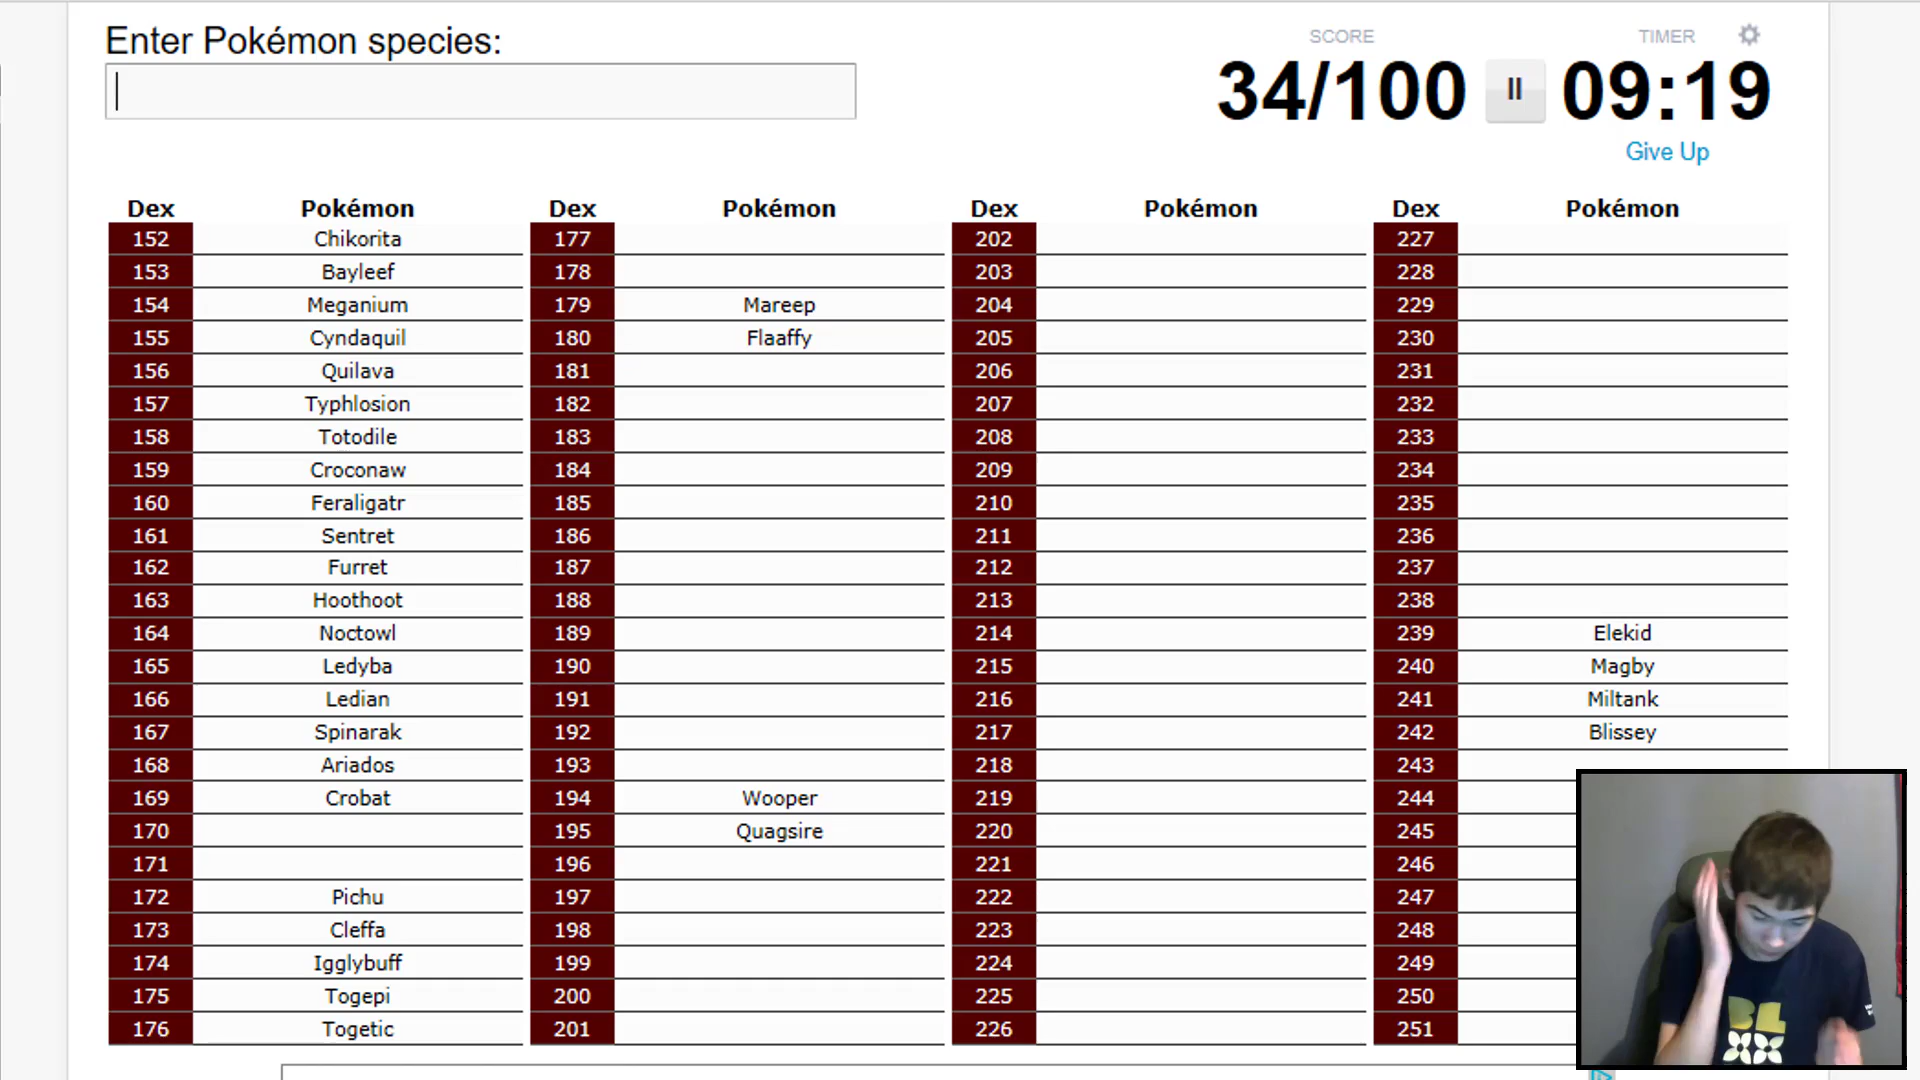 Enter Pokémon species:
SCORE
TIMER
34/100
09:19
Give Up
Dex Pokémon Dex Pokémon Dex Pokémon Dex Pokémon
152 Chikorita 177 202 227
153 Bayleef 178 203 228
154 Meganium 179 Mareep 204 229
155 Cyndaquil 180 Flaaffy 205 230
156 Quilava 181 206 231
157 Typhlosion 182 207 232
158 Totodile 183 208 233
159 Croconaw 184 209 234
160 Feraligatr 185 210 235
161 Sentret 186 211 236
162 Furret 187 212 237
163 Hoothoot 188 213 238
164 Noctowl 189 214 239 Elekid
165 Ledyba 190 215 240 Magby
166 Ledian 191 216 241 Miltank
167 Spinarak 192 217 242 Blissey
168 Ariados 193 218 243
169 Crobat 194 Wooper 219 244
170 195 Quagsire 220 245
171 196 221 246
172 Pichu 197 222 247
173 Cleffa 198 223 248
174 Igglybuff 199 224 249
175 Togepi 200 225 250
176 Togetic 201 226 251
BL